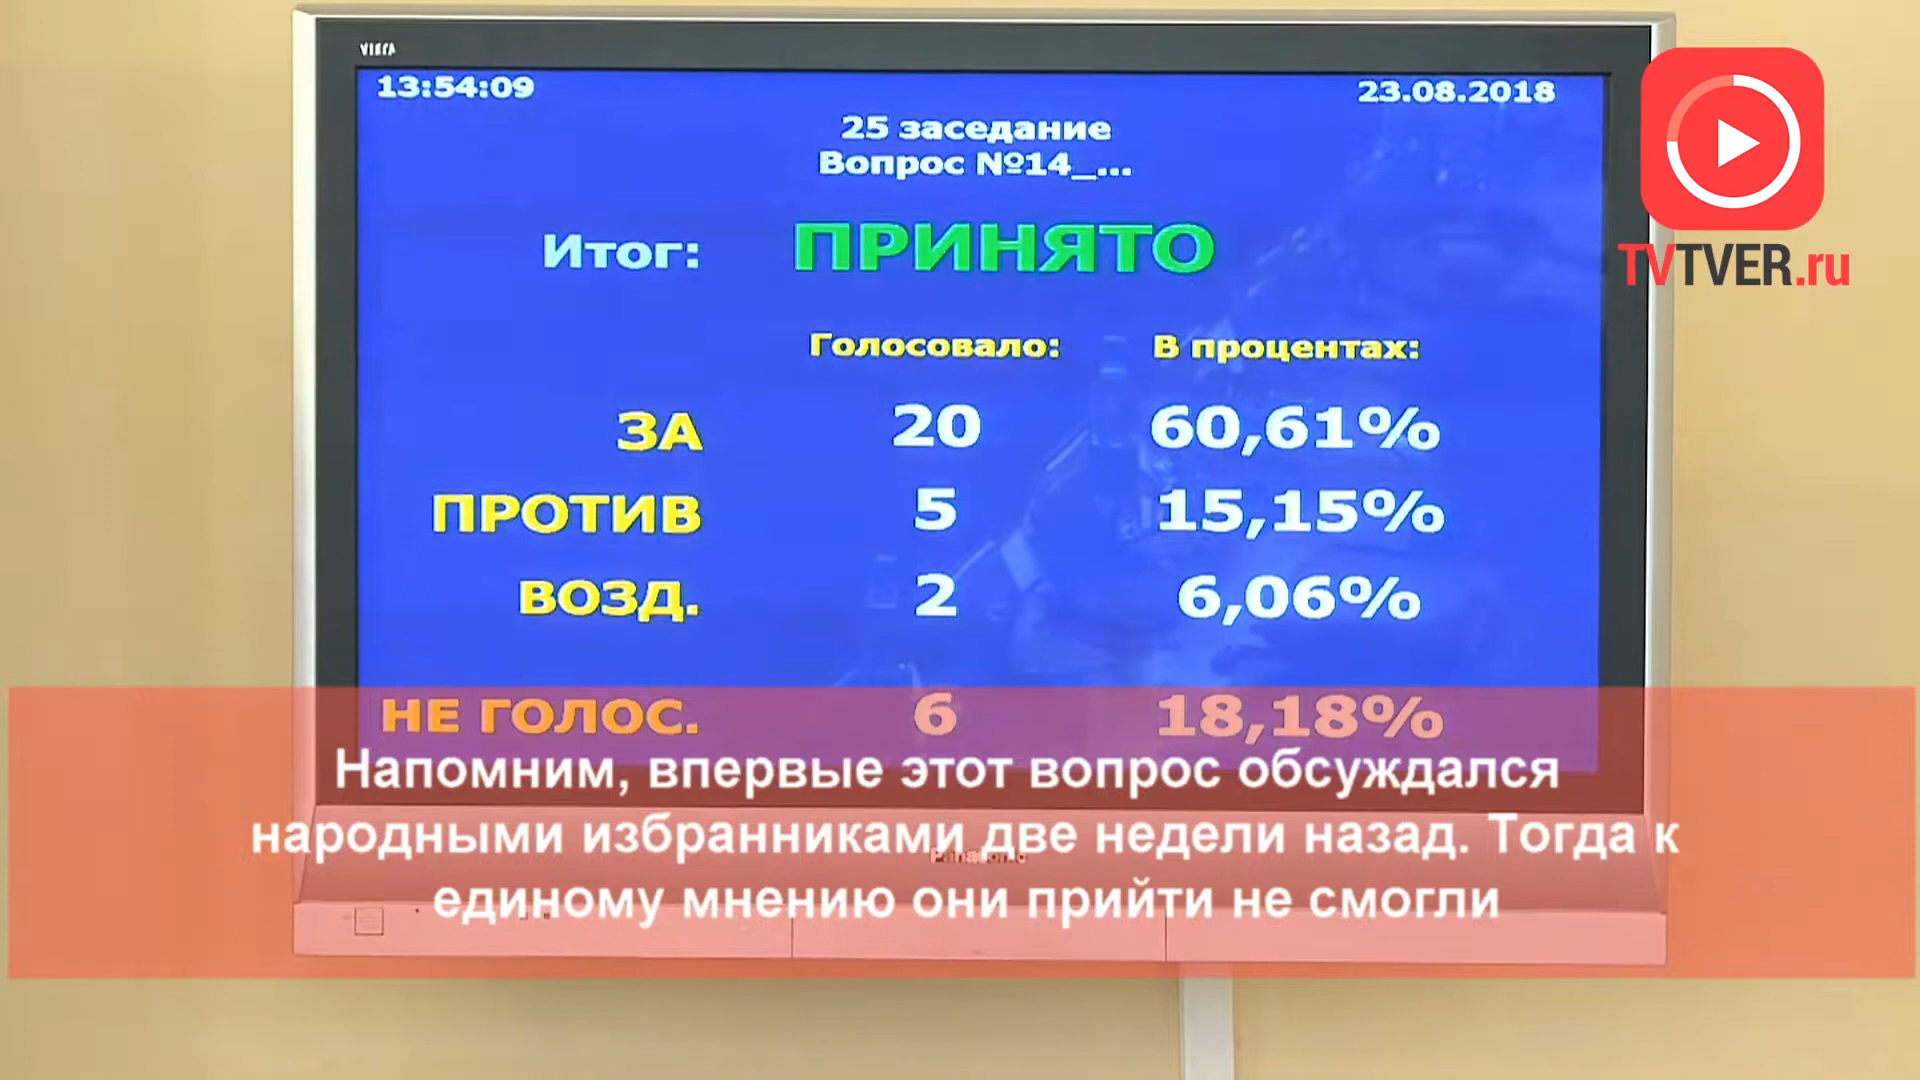 VIErA
13:54:09
23.08.2018
25 заседание
Вопрос №14_...
Итог: ПРИНЯТО
Голосовало: В процентах:
ЗА 20 60,61%
ПРОТИВ 5 15,15%
ВОЗД. 2 6,06%
НЕ ГОЛОС. 6 18,18%
Напомним, впервые этот вопрос обсуждался
народными избранниками две недели назад. Тогда к
единому мнению они прийти не смогли
Panasonic
TVTVER.ru